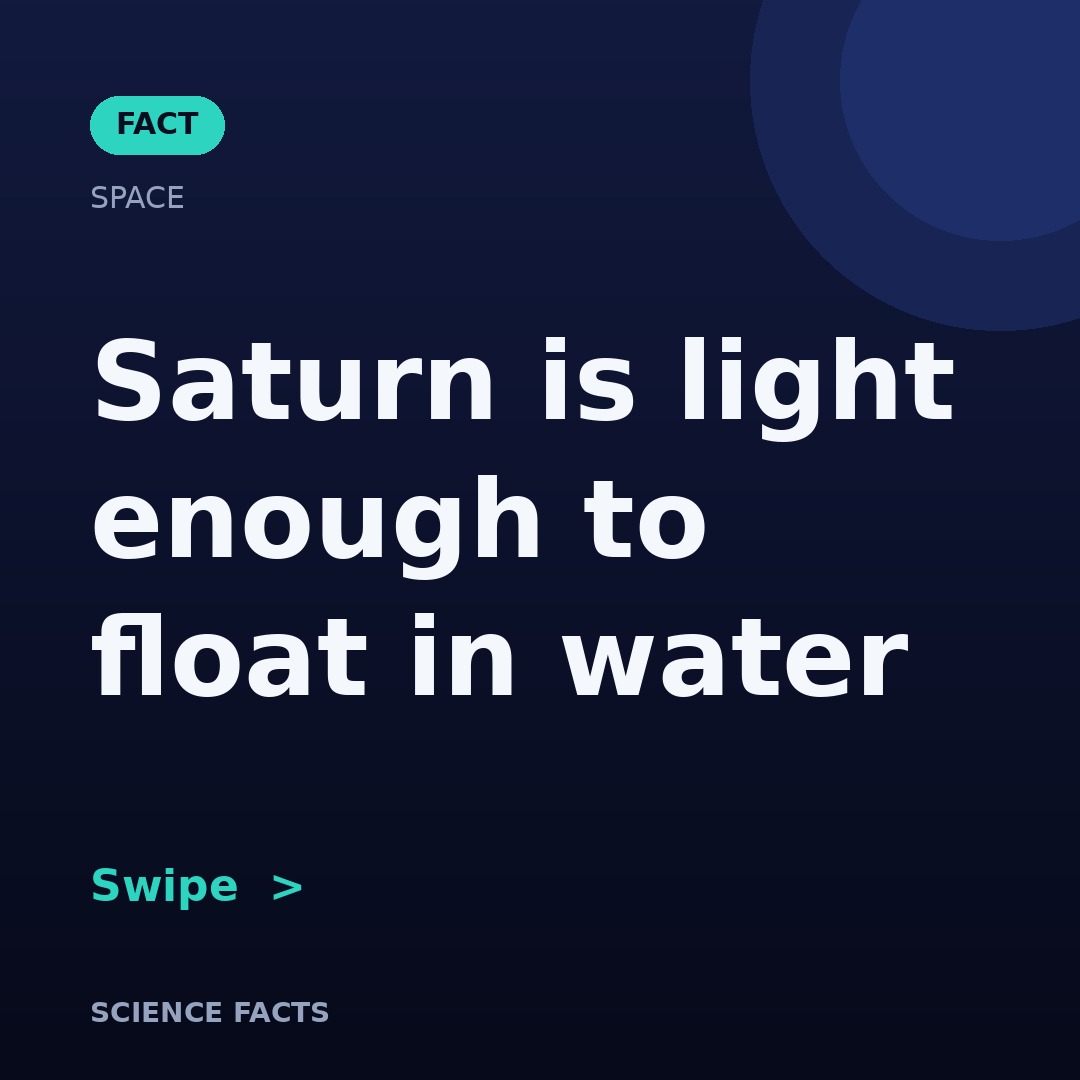 FACT
SPACE
Saturn is light
enough to
float in water
Swipe >
SCIENCE FACTS